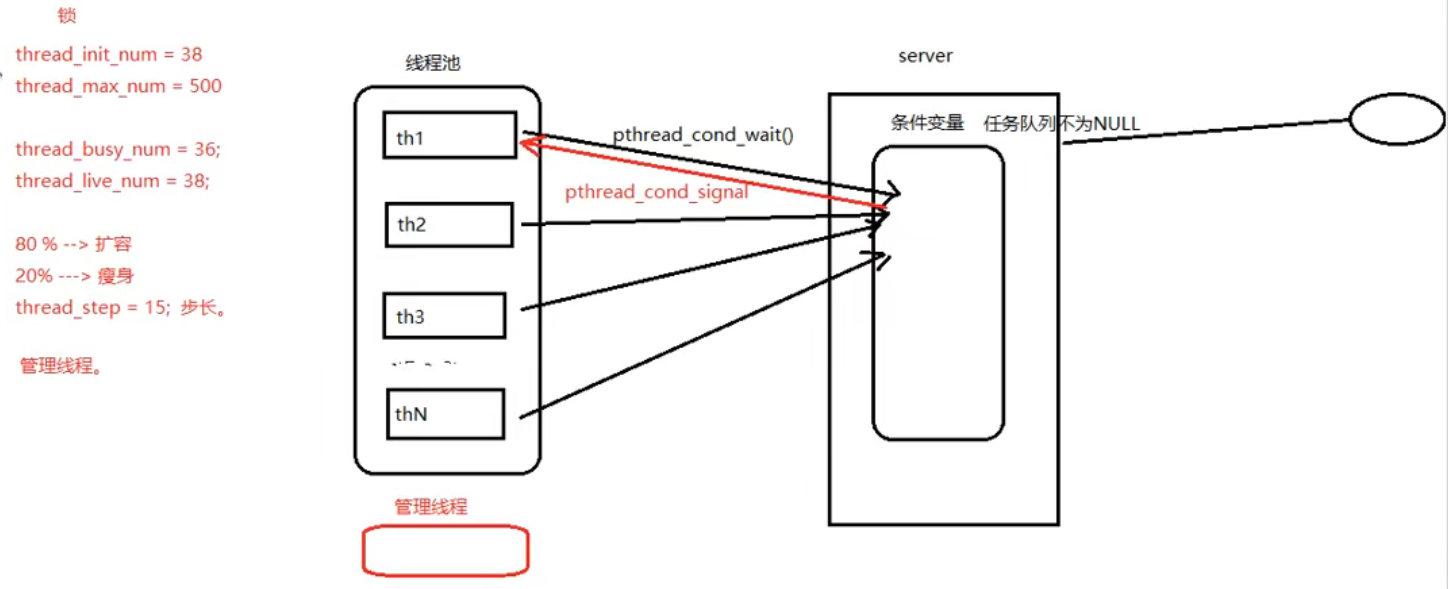 锁
thread_init_num = 38
thread_max_num = 500
thread_busy_num = 36;
thread_live_num = 38;
80 % --> 扩容
20% ---> 瘦身
thread_step = 15; 步长。
管理线程。
线程池
th1
th2
th3
thN
管理线程
pthread_cond_wait()
pthread_cond_signal
server
条件变量 任务队列不为NULL